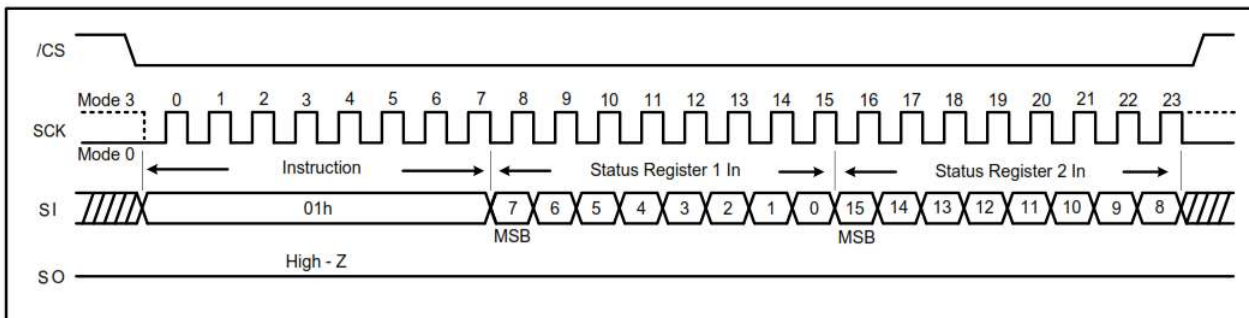 /CS
Mode 3 0 1 2 3 4 5 6 7 8 9 10 11 12 13 14 15 16 17 18 19 20 21 22 23
SCK
Mode 0
Instruction Status Register 1 In Status Register 2 In
SI 01h 7 6 5 4 3 2 1 0 15 14 13 12 11 10 9 8
MSB MSB
High - Z
SO